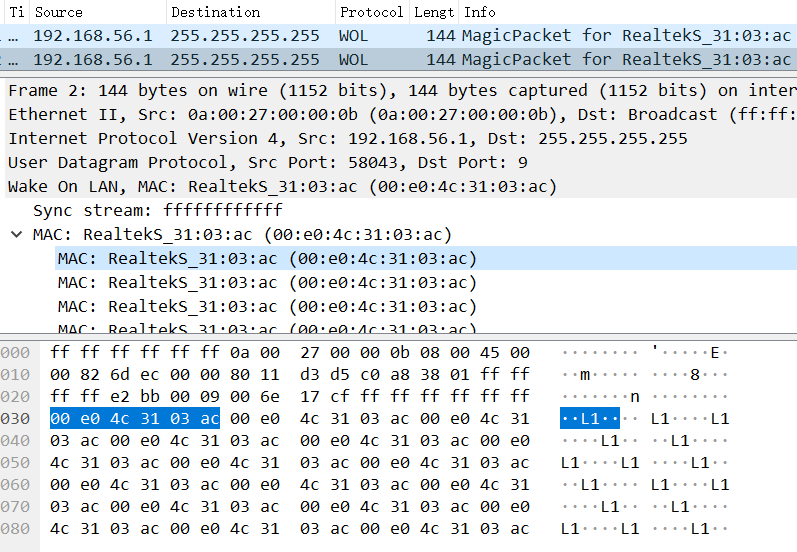 Ti Source Destination Protocol Lengt Info
… 192.168.56.1 255.255.255.255 WOL 144 MagicPacket for RealtekS_31:03:ac
… 192.168.56.1 255.255.255.255 WOL 144 MagicPacket for RealtekS_31:03:ac
Frame 2: 144 bytes on wire (1152 bits), 144 bytes captured (1152 bits) on inter
Ethernet II, Src: 0a:00:27:00:00:0b (0a:00:27:00:00:0b), Dst: Broadcast (ff:ff:
Internet Protocol Version 4, Src: 192.168.56.1, Dst: 255.255.255.255
User Datagram Protocol, Src Port: 58043, Dst Port: 9
Wake On LAN, MAC: RealtekS_31:03:ac (00:e0:4c:31:03:ac)
Sync stream: ffffffffffff
MAC: RealtekS_31:03:ac (00:e0:4c:31:03:ac)
MAC: RealtekS_31:03:ac (00:e0:4c:31:03:ac)
MAC: RealtekS_31:03:ac (00:e0:4c:31:03:ac)
MAC: RealtekS_31:03:ac (00:e0:4c:31:03:ac)
MAC: RealtekS_31:03:ac (00:e0:4c:31:03:ac)
000 ff ff ff ff ff ff 0a 00 27 00 00 0b 08 00 45 00 ········ '·····E·
010 00 82 6d ec 00 00 80 11 d3 d5 c0 a8 38 01 ff ff ··m····· ····8···
020 ff ff e2 bb 00 09 00 6e 17 cf ff ff ff ff ff ff ·······n ········
030 00 e0 4c 31 03 ac 00 e0 4c 31 03 ac 00 e0 4c 31 ··L1···· L1····L1
040 03 ac 00 e0 4c 31 03 ac 00 e0 4c 31 03 ac 00 e0 ····L1·· ··L1····
050 4c 31 03 ac 00 e0 4c 31 03 ac 00 e0 4c 31 03 ac L1····L1 ····L1··
060 00 e0 4c 31 03 ac 00 e0 4c 31 03 ac 00 e0 4c 31 ··L1···· L1····L1
070 03 ac 00 e0 4c 31 03 ac 00 e0 4c 31 03 ac 00 e0 ····L1·· ··L1····
080 4c 31 03 ac 00 e0 4c 31 03 ac 00 e0 4c 31 03 ac L1····L1 ····L1··